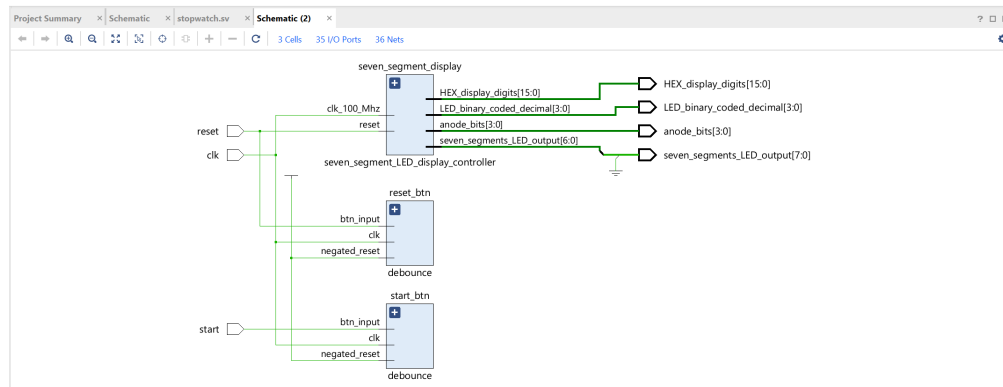 Project Summary × Schematic × stopwatch.sv × Schematic (2) × ?
3 Cells 35 I/O Ports 36 Nets
seven_segment_display
HEX_display_digits[15:0] HEX_display_digits[15:0]
clk_100_Mhz LED_binary_coded_decimal[3:0] LED_binary_coded_decimal[3:0]
reset reset anode_bits[3:0] anode_bits[3:0]
seven_segments_LED_output[6:0]
clk seven_segments_LED_output[7:0]
seven_segment_LED_display_controller
reset_btn
btn_input
clk
negated_reset
debounce
start_btn
start btn_input
clk
negated_reset
debounce